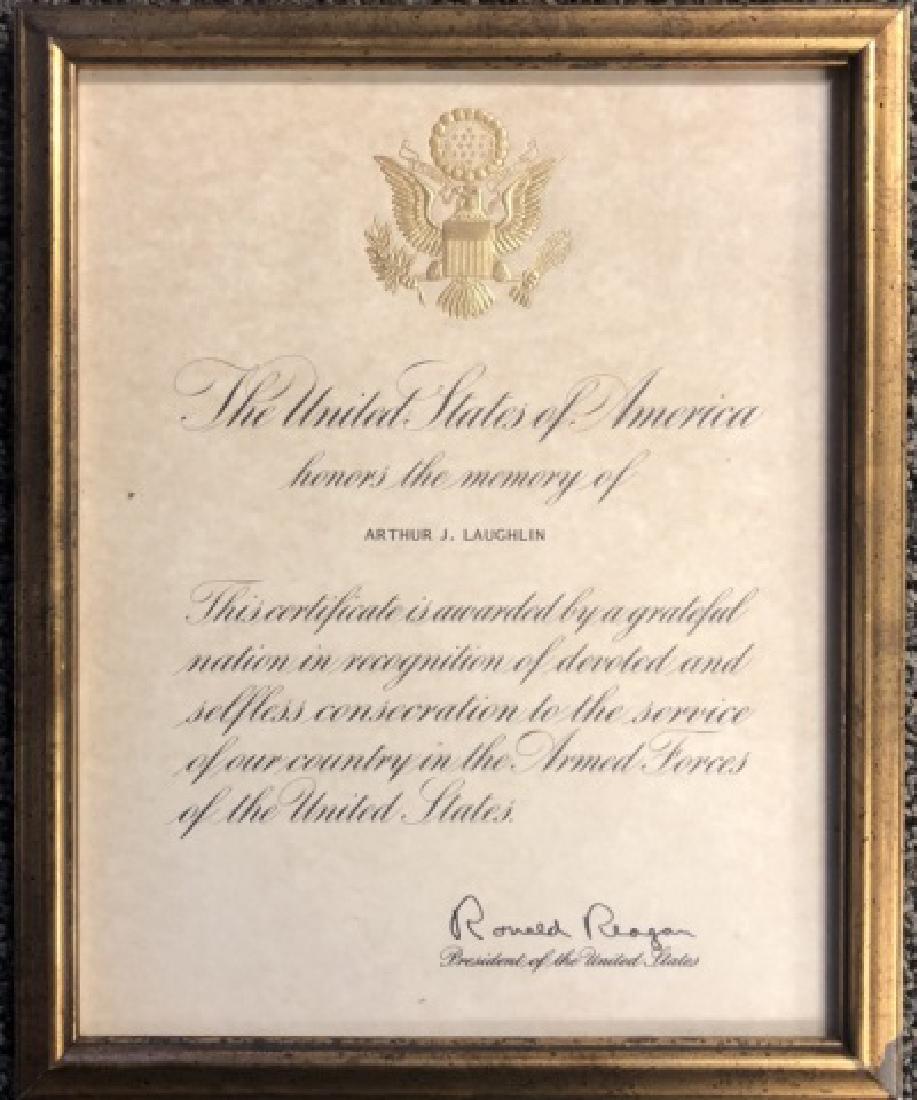 The United States of America
honors the memory of
ARTHUR J. LAUGHLIN
This certificate is awarded by a grateful
nation in recognition of devoted and
selfless consecration to the service
of our country in the Armed Forces
of the United States.
Ronald Reagan
President of the United States